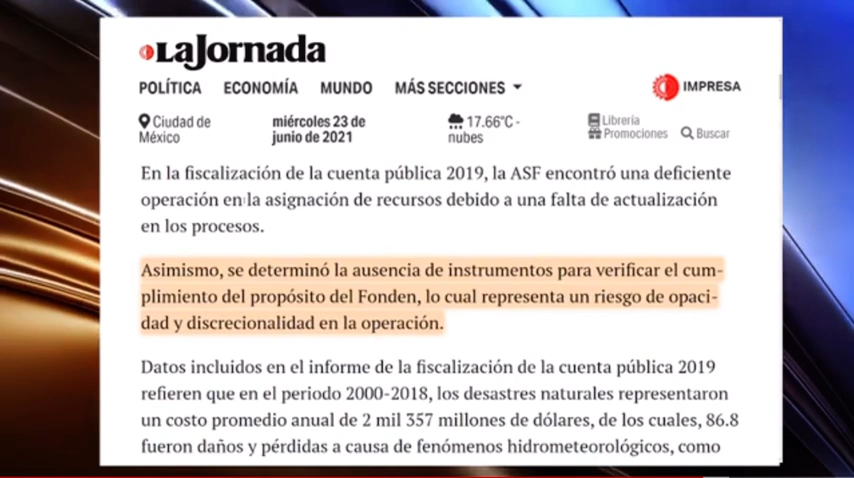 LaJornada
POLÍTICA ECONOMÍA MUNDO MÁS SECCIONES IMPRESA
Ciudad de México
miércoles 23 de junio de 2021
17.66°C - nubes
Librería
Promociones
Buscar
En la fiscalización de la cuenta pública 2019, la ASF encontró una deficiente
operación en la asignación de recursos debido a una falta de actualización
en los procesos.
Asimismo, se determinó la ausencia de instrumentos para verificar el cum-
plimiento del propósito del Fonden, lo cual representa un riesgo de opaci-
dad y discrecionalidad en la operación.
Datos incluidos en el informe de la fiscalización de la cuenta pública 2019
refieren que en el periodo 2000-2018, los desastres naturales representaron
un costo promedio anual de 2 mil 357 millones de dólares, de los cuales, 86.8
fueron daños y pérdidas a causa de fenómenos hidrometeorológicos, como